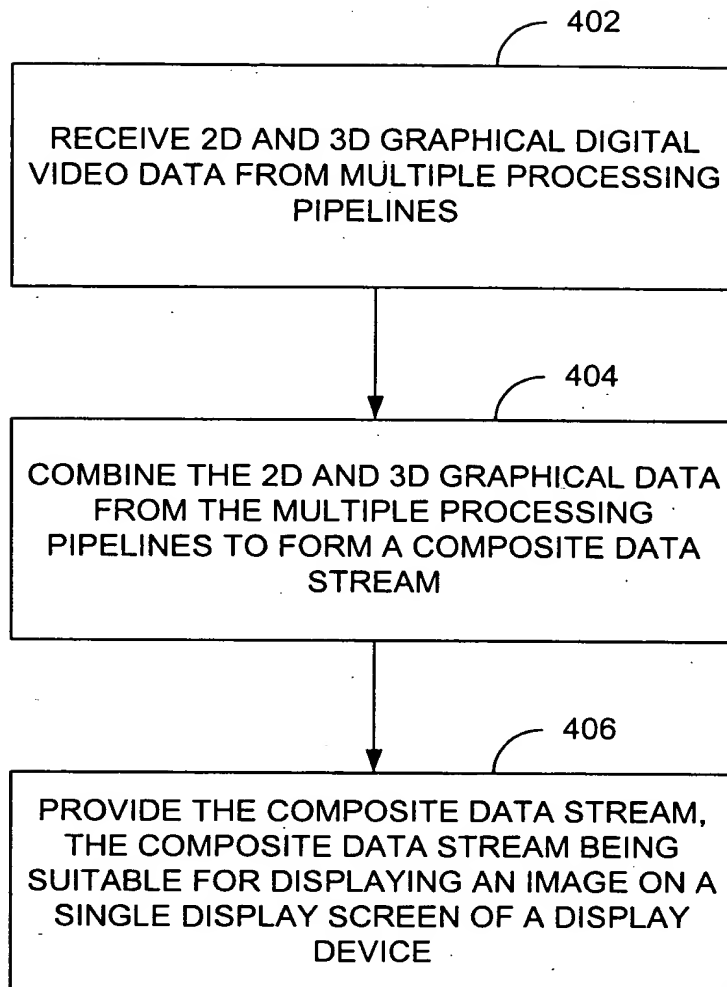 402
RECEIVE 2D AND 3D GRAPHICAL DIGITAL
VIDEO DATA FROM MULTIPLE PROCESSING
PIPELINES
404
COMBINE THE 2D AND 3D GRAPHICAL DATA
FROM THE MULTIPLE PROCESSING
PIPELINES TO FORM A COMPOSITE DATA
STREAM
406
PROVIDE THE COMPOSITE DATA STREAM,
THE COMPOSITE DATA STREAM BEING
SUITABLE FOR DISPLAYING AN IMAGE ON A
SINGLE DISPLAY SCREEN OF A DISPLAY
DEVICE